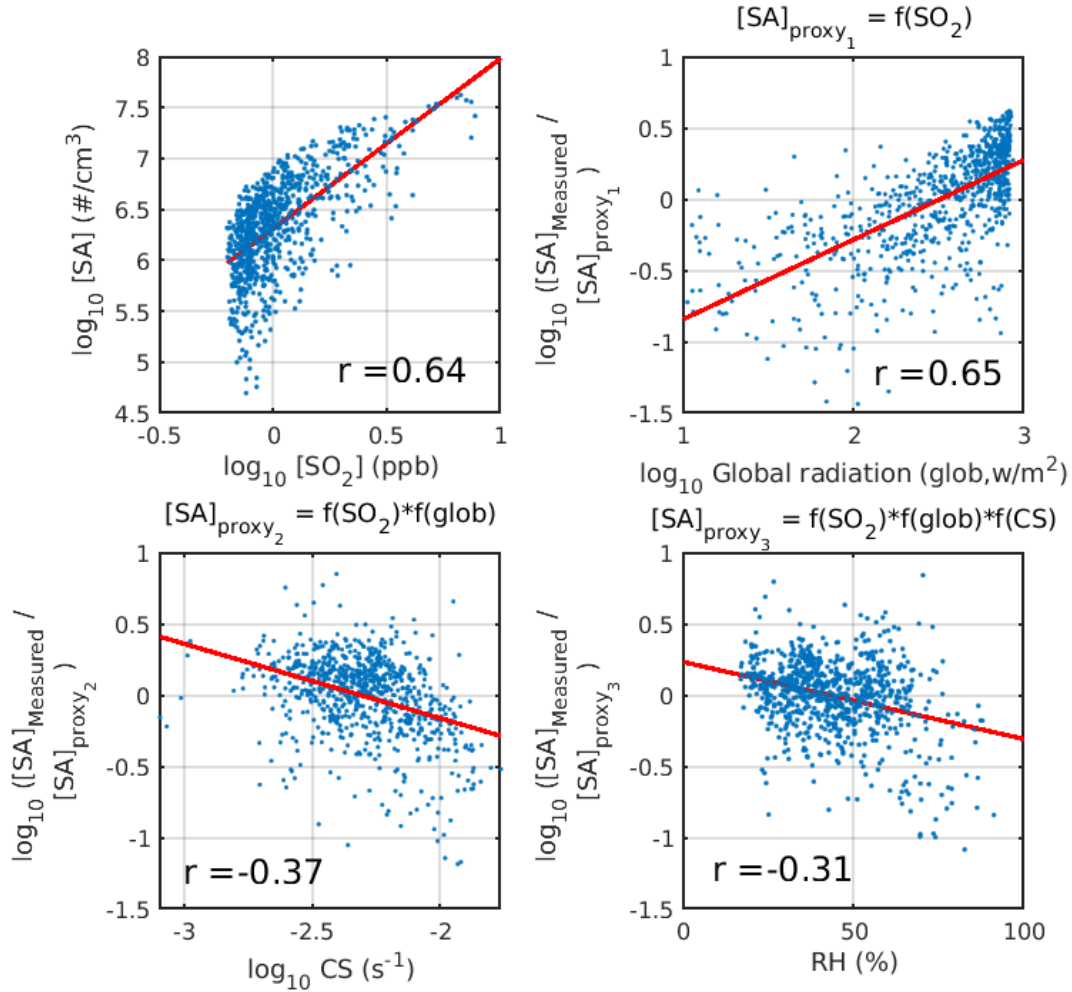 [SA]proxy1 = f(SO2)
8
7.5
7
6.5
6
5.5
5
4.5
log10 [SA] (#/cm3)
r =0.64
-0.5
0
0.5
1
log10 [SO2] (ppb)
1
0.5
0
-0.5
-1
-1.5
log10 ([SA]Measured /
[SA]proxy1)
r =0.65
1
2
3
log10 Global radiation (glob,w/m2)
[SA]proxy2 = f(SO2)*f(glob)
1
0.5
0
-0.5
-1
-1.5
log10 ([SA]Measured /
[SA]proxy2)
r =-0.37
-3
-2.5
-2
log10 CS (s-1)
[SA]proxy3 = f(SO2)*f(glob)*f(CS)
1
0.5
0
-0.5
-1
-1.5
log10 ([SA]Measured /
[SA]proxy3)
r =-0.31
0
50
100
RH (%)